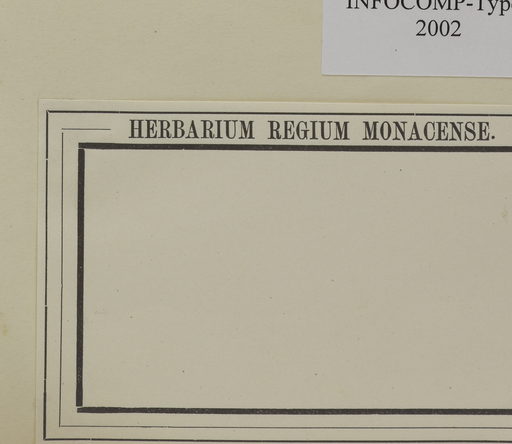 INFOCOMP-Typ
2002
HERBARIUM REGIUM MONACENSE.